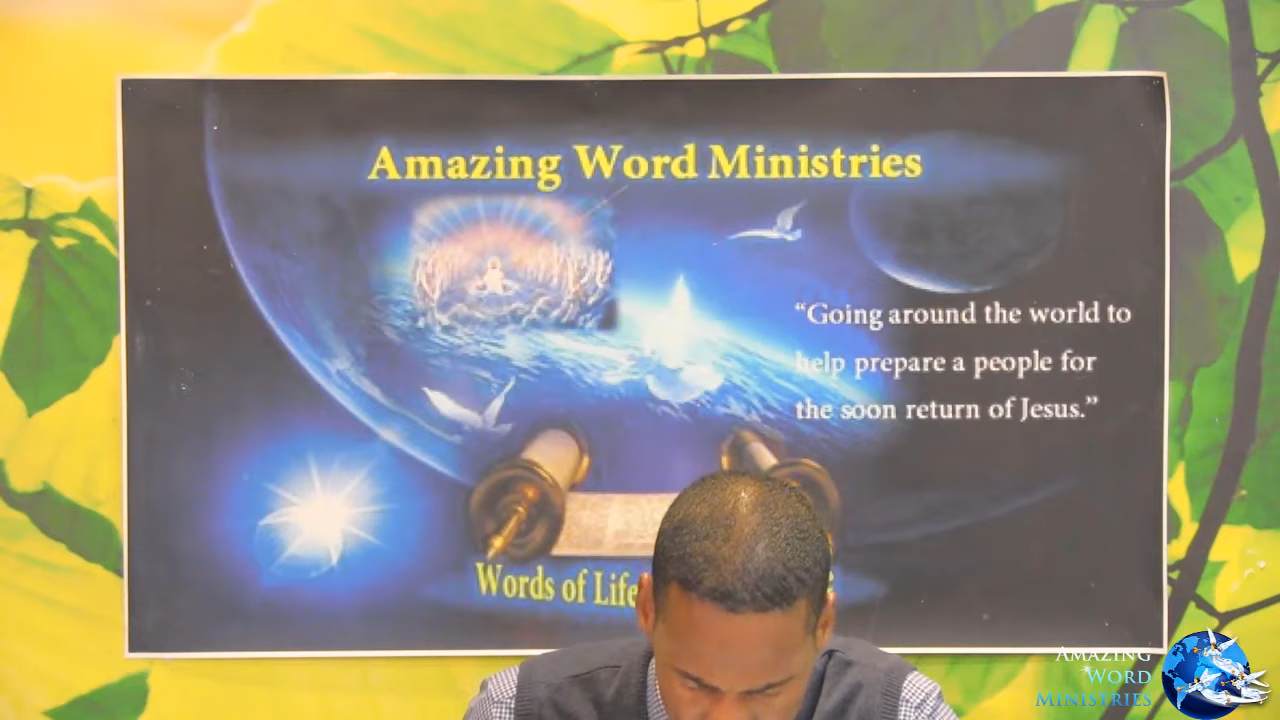 Amazing Word Ministries
“Going around the world to
help prepare a people for
the soon return of Jesus.”
Words of Life
AMAZING
WORD
MINISTRIES